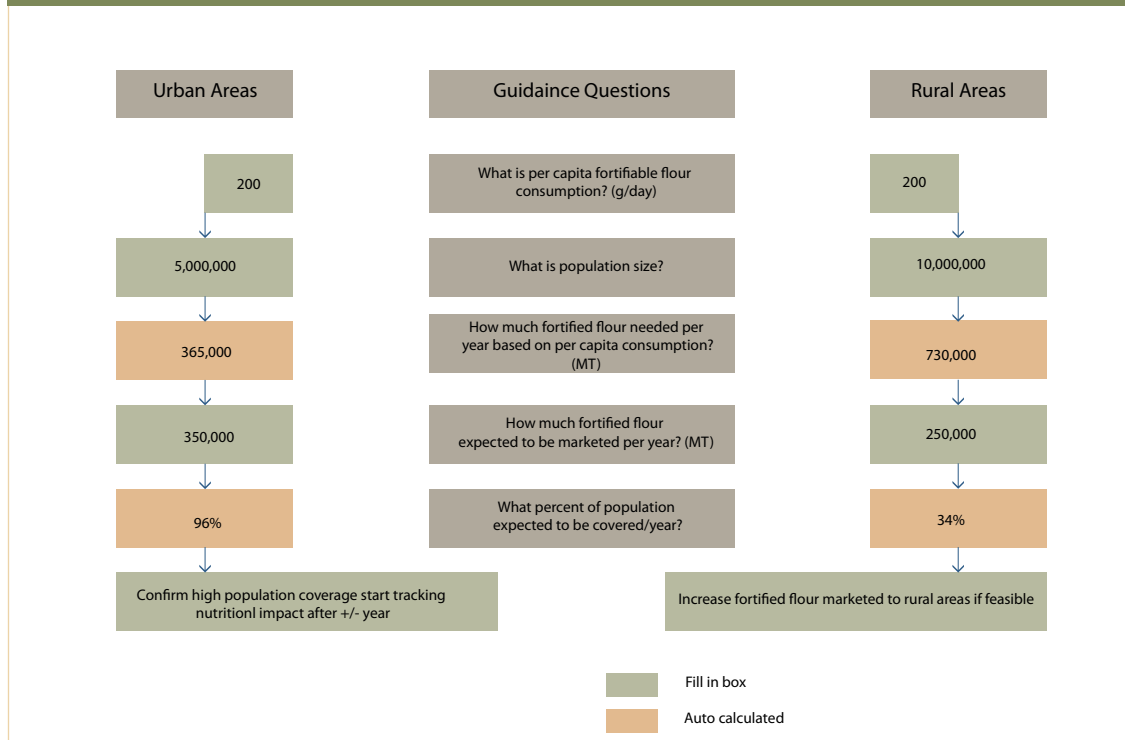 Urban Areas
Guidaince Questions
Rural Areas
200
What is per capita fortifiable flour
consumption? (g/day)
200
5,000,000
What is population size?
10,000,000
365,000
How much fortified flour needed per
year based on per capita consumption?
(MT)
730,000
350,000
How much fortified flour
expected to be marketed per year? (MT)
250,000
96%
What percent of population
expected to be covered/year?
34%
Confirm high population coverage start tracking
nutritionl impact after +/- year
Increase fortified flour marketed to rural areas if feasible
Fill in box
Auto calculated